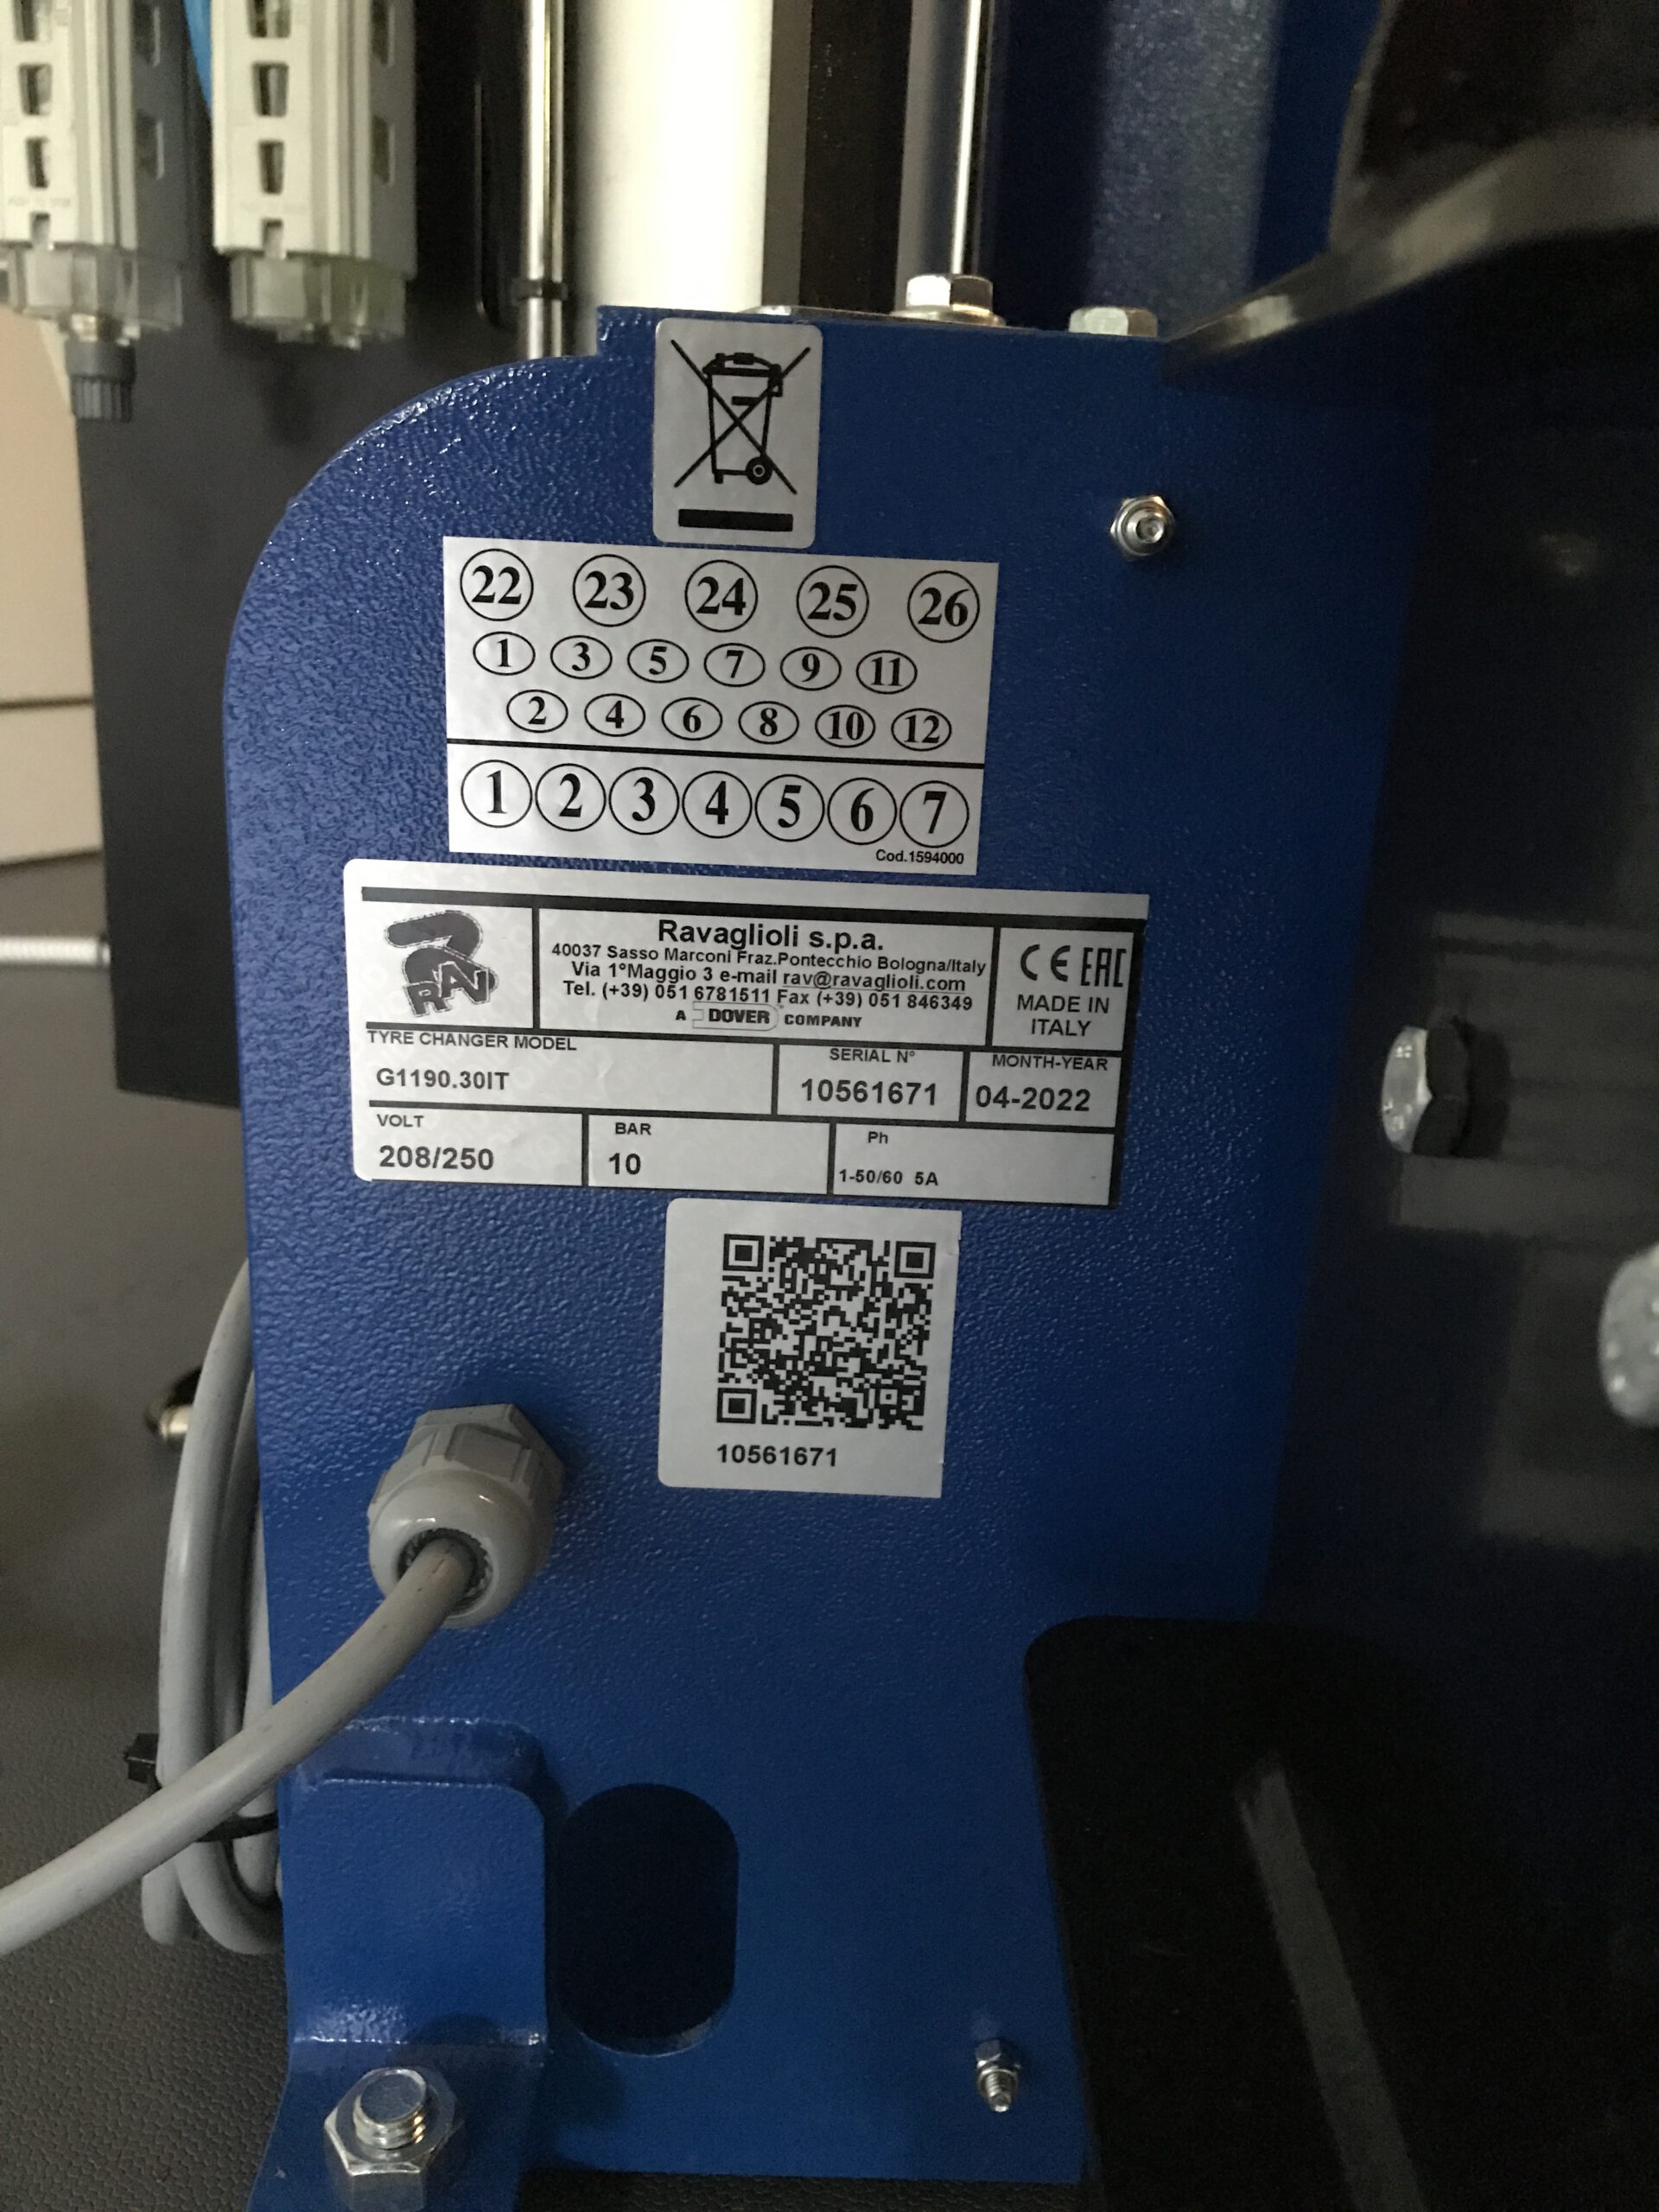 22 23 24 25 26
1 3 5 7 9 11
2 4 6 8 10 12
1 2 3 4 5 6 7
Cod.1594000
RAV
Ravaglioli s.p.a.
40037 Sasso Marconi Fraz.Pontecchio Bologna/Italy
Via 1°Maggio 3 e-mail rav@ravaglioli.com
Tel. (+39) 051 6781511 Fax (+39) 051 846349
A DOVER COMPANY
CE EAC
MADE IN
ITALY
TYRE CHANGER MODEL
G1190.30IT
SERIAL N°
10561671
MONTH-YEAR
04-2022
VOLT
208/250
BAR
10
Ph
1-50/60 5A
10561671